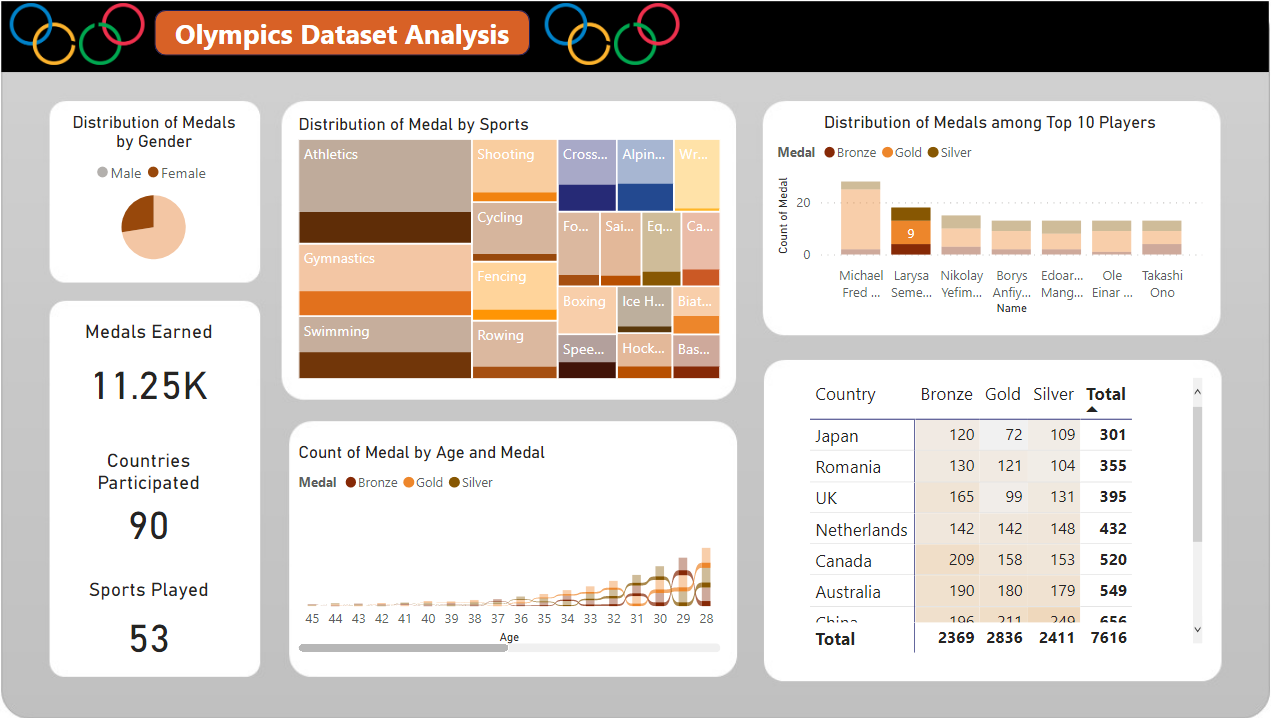 Olympics Dataset Analysis
Distribution of Medals
by Gender
Male Female
Medals Earned
11.25K
Countries
Participated
90
Sports Played
53
Distribution of Medal by Sports
Athletics
Gymnastics
Swimming
Shooting
Cycling
Fencing
Rowing
Cross... Alpin... Wr...
Fo... Sai... Eq... Ca...
Boxing Ice H... Biat...
Spee... Hock... Bas...
Count of Medal by Age and Medal
Medal Bronze Gold Silver
45 44 43 42 41 40 39 38 37 36 35 34 33 32 31 30 29 28
Age
Distribution of Medals among Top 10 Players
Medal Bronze Gold Silver
Count of Medal
20
0
9
Michael Larysa Nikolay Borys Edoar... Ole Takashi
Fred ... Seme... Yefim... Anfiy... Mang... Einar ... Ono
Name
Country Bronze Gold Silver Total
Japan 120 72 109 301
Romania 130 121 104 355
UK 165 99 131 395
Netherlands 142 142 148 432
Canada 209 158 153 520
Australia 190 180 179 549
China 196 211 249 656
Total 2369 2836 2411 7616